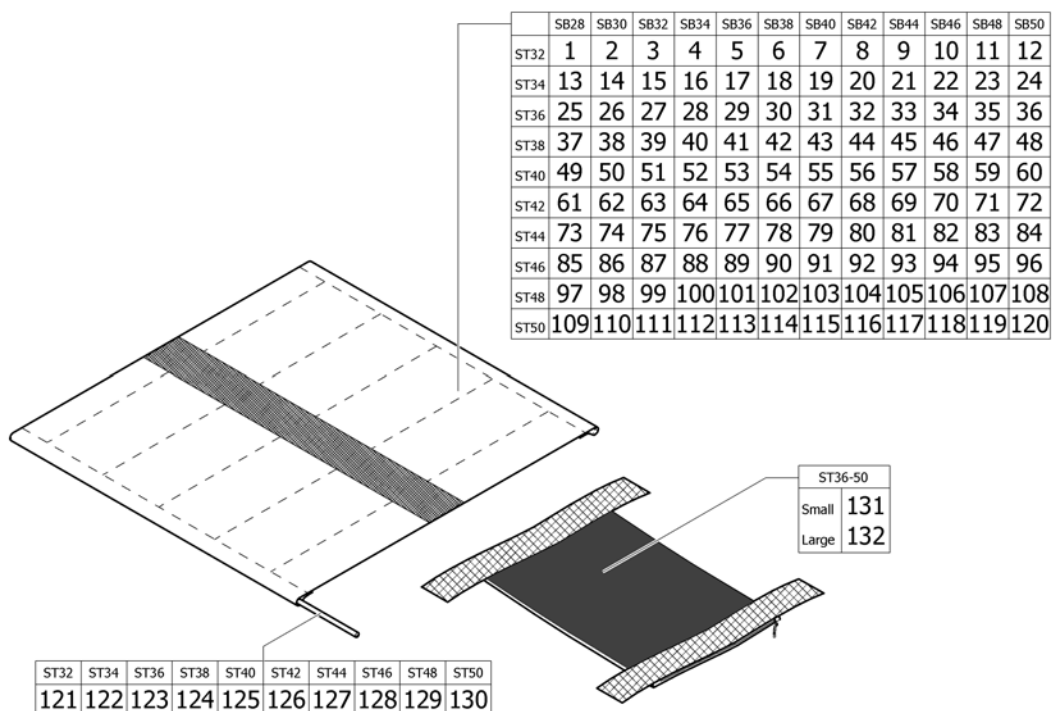 SB28 SB30 SB32 SB34 SB36 SB38 SB40 SB42 SB44 SB46 SB48 SB50
ST32 1 2 3 4 5 6 7 8 9 10 11 12
ST34 13 14 15 16 17 18 19 20 21 22 23 24
ST36 25 26 27 28 29 30 31 32 33 34 35 36
ST38 37 38 39 40 41 42 43 44 45 46 47 48
ST40 49 50 51 52 53 54 55 56 57 58 59 60
ST42 61 62 63 64 65 66 67 68 69 70 71 72
ST44 73 74 75 76 77 78 79 80 81 82 83 84
ST46 85 86 87 88 89 90 91 92 93 94 95 96
ST48 97 98 99 100 101 102 103 104 105 106 107 108
ST50 109 110 111 112 113 114 115 116 117 118 119 120
ST36-50
Small 131
Large 132
ST32 ST34 ST36 ST38 ST40 ST42 ST44 ST46 ST48 ST50
121 122 123 124 125 126 127 128 129 130